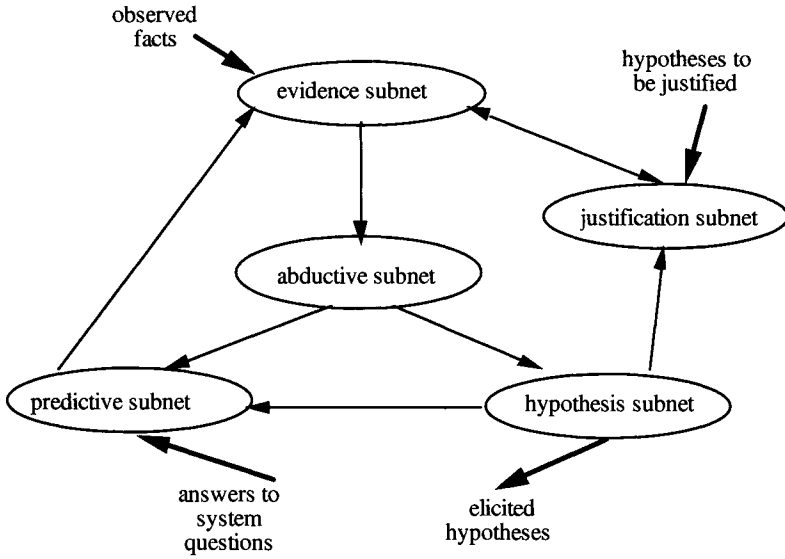 observed
facts
evidence subnet
hypotheses to
be justified
justification subnet
abductive subnet
predictive subnet
hypothesis subnet
answers to
system
questions
elicited
hypotheses